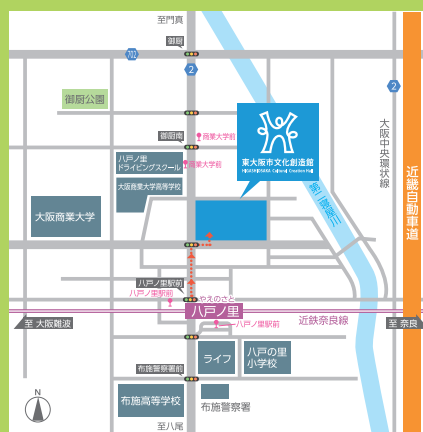 至門真
御厨
702
2
2
御厨公園
御厨南
商業大学前
八戸ノ里
ドライビングスクール
商業大学前
大阪商業大学高等学校
大阪商業大学
東大阪市文化創造館
HIGASHIOSAKA Cultural Creation Hall
第二寝屋川
大阪中央環状線
近畿自動車道
八戸ノ里駅前
八戸ノ里駅前
やえのさと
八戸ノ里
至 大阪難波
近鉄奈良線
至 奈良
八戸ノ里駅前
ライフ
八戸の里
小学校
布施警察署前
布施高等学校
布施警察署
N
至八尾